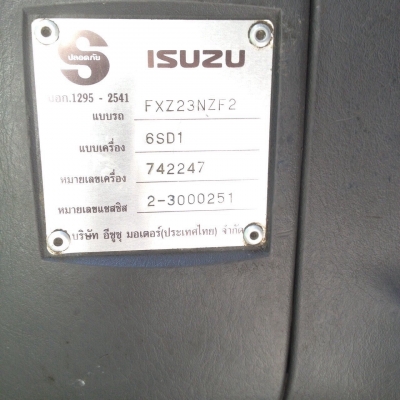 ปลอดภัย
ISUZU
มอก.1295 - 2541
แบบรถ FXZ23NZF2
แบบเครื่อง 6SD1
หมายเลขเครื่อง 742247
หมายเลขแชสซิส 2-3000251
บริษัท อีซูซุ มอเตอร์(ประเทศไทย) จำกัด